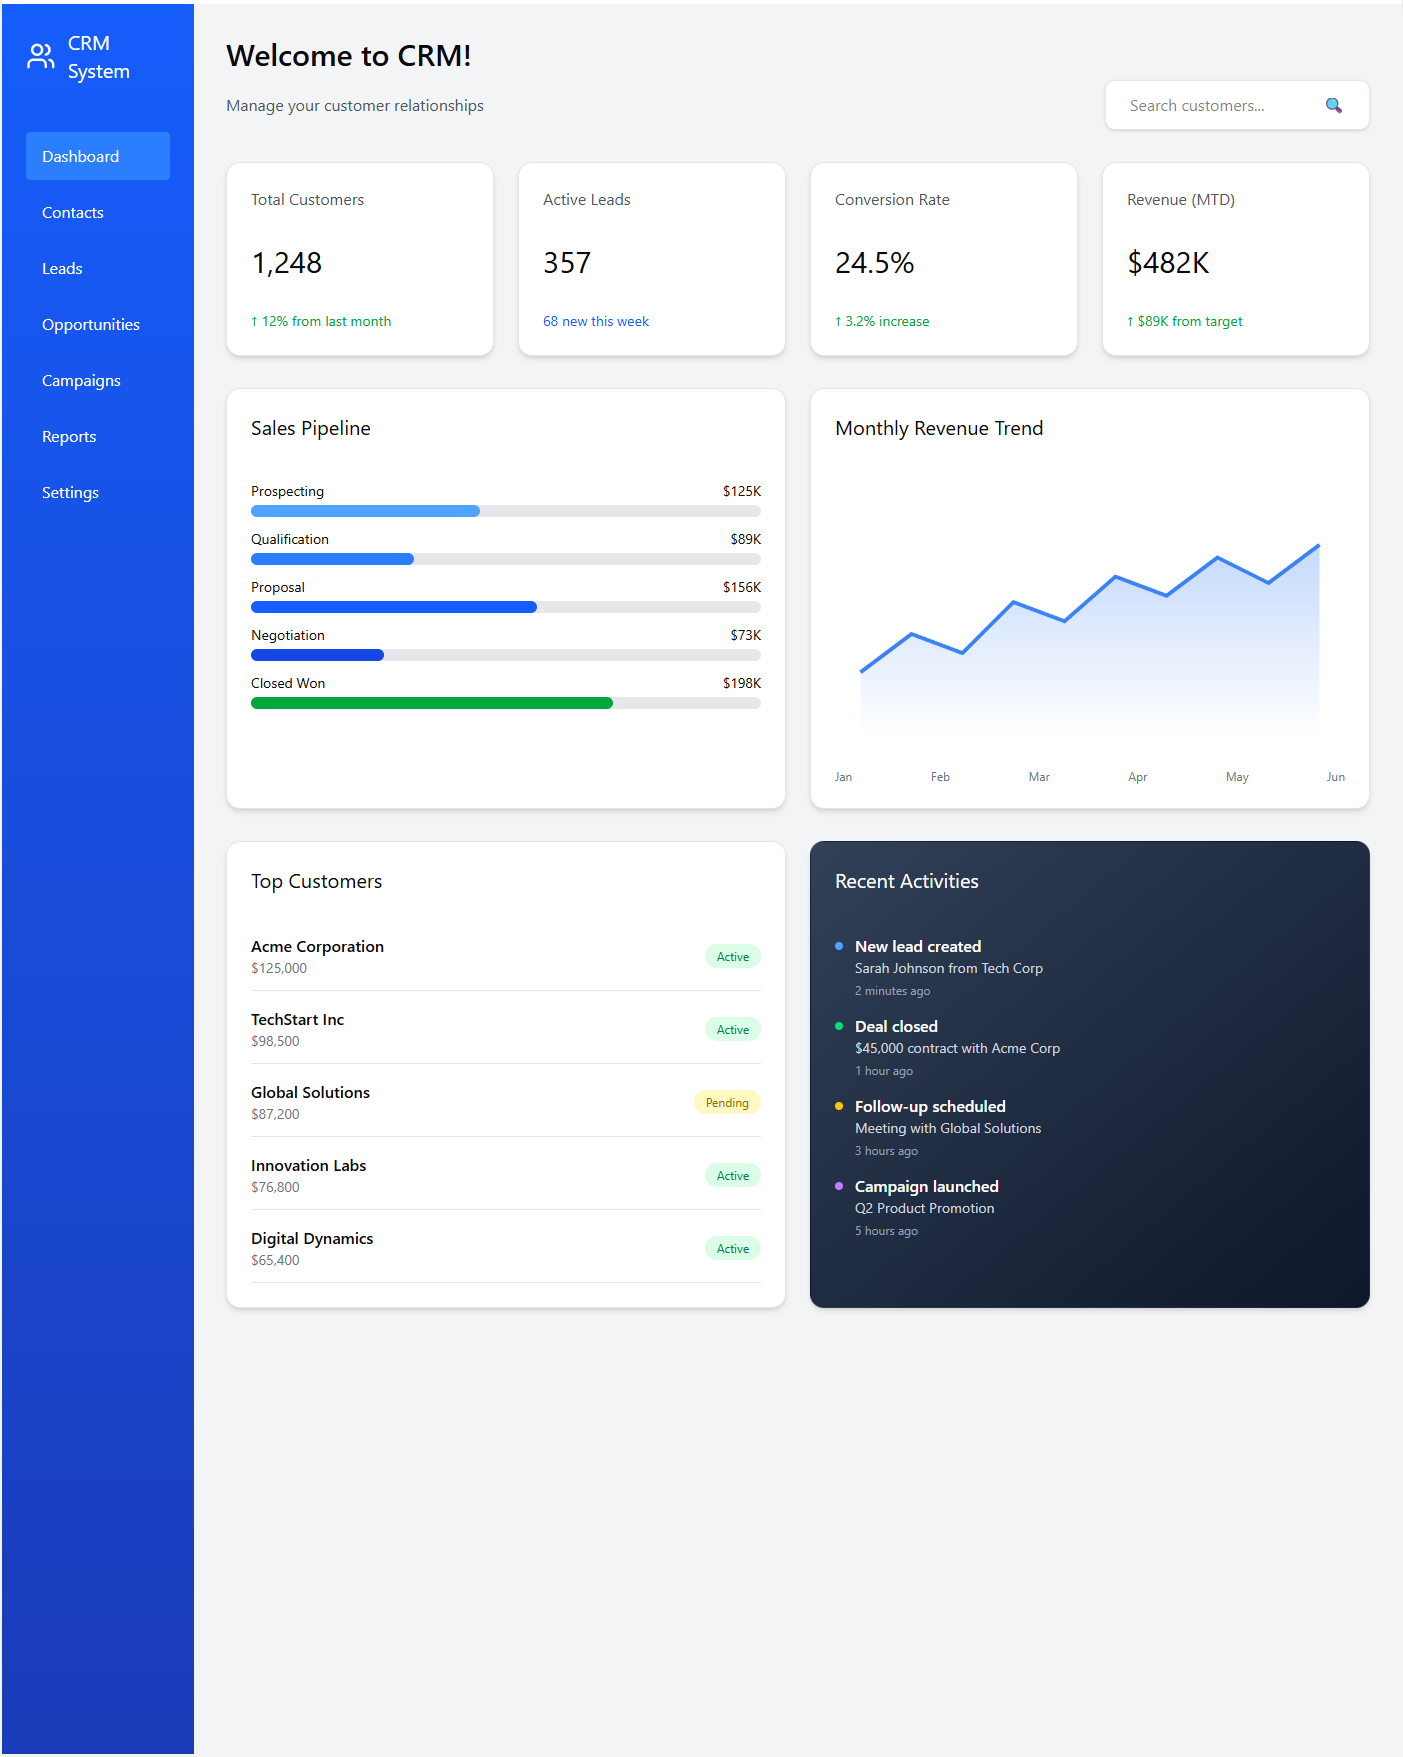 CRM
System
Dashboard
Contacts
Leads
Opportunities
Campaigns
Reports
Settings
Welcome to CRM!
Manage your customer relationships
Search customers...
Total Customers
1,248
↑ 12% from last month
Active Leads
357
68 new this week
Conversion Rate
24.5%
↑ 3.2% increase
Revenue (MTD)
$482K
↑ $89K from target
Sales Pipeline
Prospecting $125K
Qualification $89K
Proposal $156K
Negotiation $73K
Closed Won $198K
Monthly Revenue Trend
Jan Feb Mar Apr May Jun
Top Customers
Acme Corporation
$125,000
Active
TechStart Inc
$98,500
Active
Global Solutions
$87,200
Pending
Innovation Labs
$76,800
Active
Digital Dynamics
$65,400
Active
Recent Activities
New lead created
Sarah Johnson from Tech Corp
2 minutes ago
Deal closed
$45,000 contract with Acme Corp
1 hour ago
Follow-up scheduled
Meeting with Global Solutions
3 hours ago
Campaign launched
Q2 Product Promotion
5 hours ago